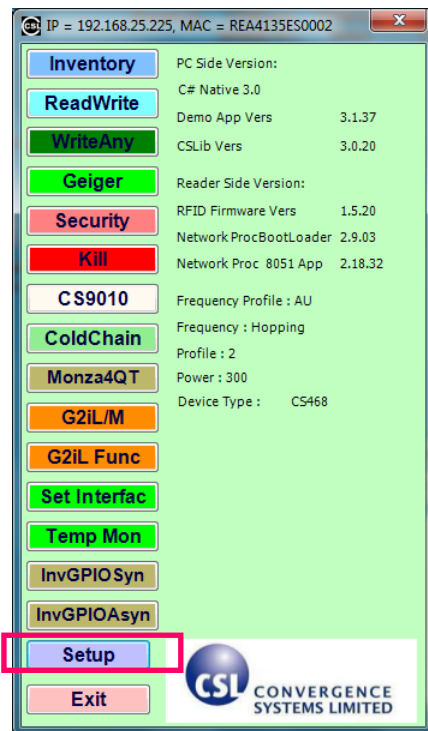 CSL IP = 192.168.25.225, MAC = REA4135ES0002 X
Inventory
ReadWrite
WriteAny
Geiger
Security
Kill
CS9010
ColdChain
Monza4QT
G2iL/M
G2iL Func
Set Interfac
Temp Mon
InvGPIOSyn
InvGPIOAsyn
Setup
Exit
PC Side Version:
C# Native 3.0
Demo App Vers 3.1.37
CSLib Vers 3.0.20
Reader Side Version:
RFID Firmware Vers 1.5.20
Network ProcBootLoader 2.9.03
Network Proc 8051 App 2.18.32
Frequency Profile : AU
Frequency : Hopping
Profile : 2
Power : 300
Device Type : CS468
CSL
CONVERGENCE
SYSTEMS LIMITED